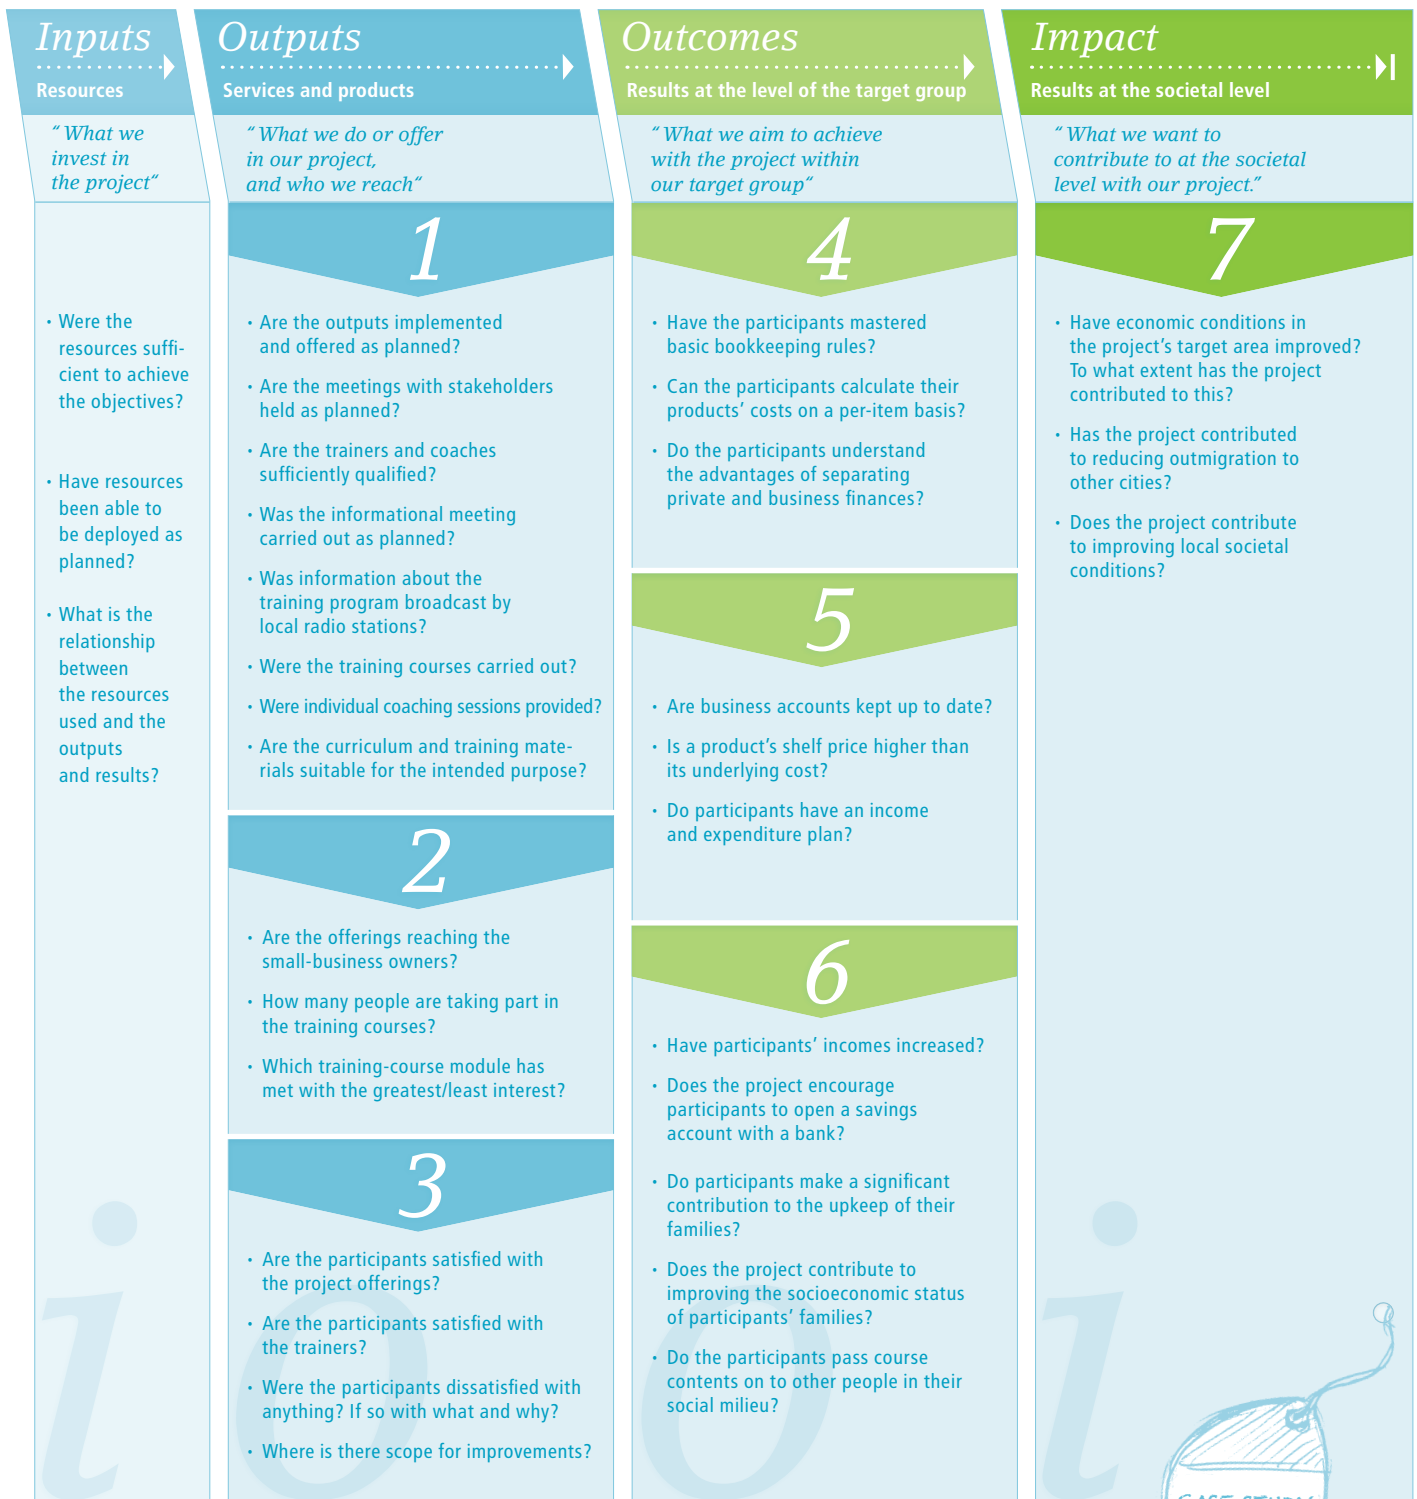 Inputs
Resources
“ What we
invest in
the project“
· Were the
resources suffi-
cient to achieve
the objectives?
· Have resources
been able to
be deployed as
planned?
· What is the
relationship
between
the resources
used and the
outputs
and results?
Outputs
Services and products
“ What we do or offer
in our project,
and who we reach“
1
· Are the outputs implemented
and offered as planned?
· Are the meetings with stakeholders
held as planned?
· Are the trainers and coaches
sufficiently qualified?
· Was the informational meeting
carried out as planned?
· Was information about the
training program broadcast by
local radio stations?
· Were the training courses carried out?
· Were individual coaching sessions provided?
· Are the curriculum and training mate-
rials suitable for the intended purpose?
2
· Are the offerings reaching the
small-business owners?
· How many people are taking part in
the training courses?
· Which training-course module has
met with the greatest/least interest?
3
· Are the participants satisfied with
the project offerings?
· Are the participants satisfied with
the trainers?
· Were the participants dissatisfied with
anything? If so with what and why?
· Where is there scope for improvements?
Outcomes
Results at the level of the target group
“ What we aim to achieve
with the project within
our target group“
4
· Have the participants mastered
basic bookkeeping rules?
· Can the participants calculate their
products’ costs on a per-item basis?
· Do the participants understand
the advantages of separating
private and business finances?
5
· Are business accounts kept up to date?
· Is a product’s shelf price higher than
its underlying cost?
· Do participants have an income
and expenditure plan?
6
· Have participants’ incomes increased?
· Does the project encourage
participants to open a savings
account with a bank?
· Do participants make a significant
contribution to the upkeep of their
families?
· Does the project contribute to
improving the socioeconomic status
of participants’ families?
· Do the participants pass course
contents on to other people in their
social milieu?
Impact
Results at the societal level
“ What we want to
contribute to at the societal
level with our project.”
7
· Have economic conditions in
the project’s target area improved?
To what extent has the project
contributed to this?
· Has the project contributed
to reducing outmigration to
other cities?
· Does the project contribute
to improving local societal
conditions?
i
o
o
i